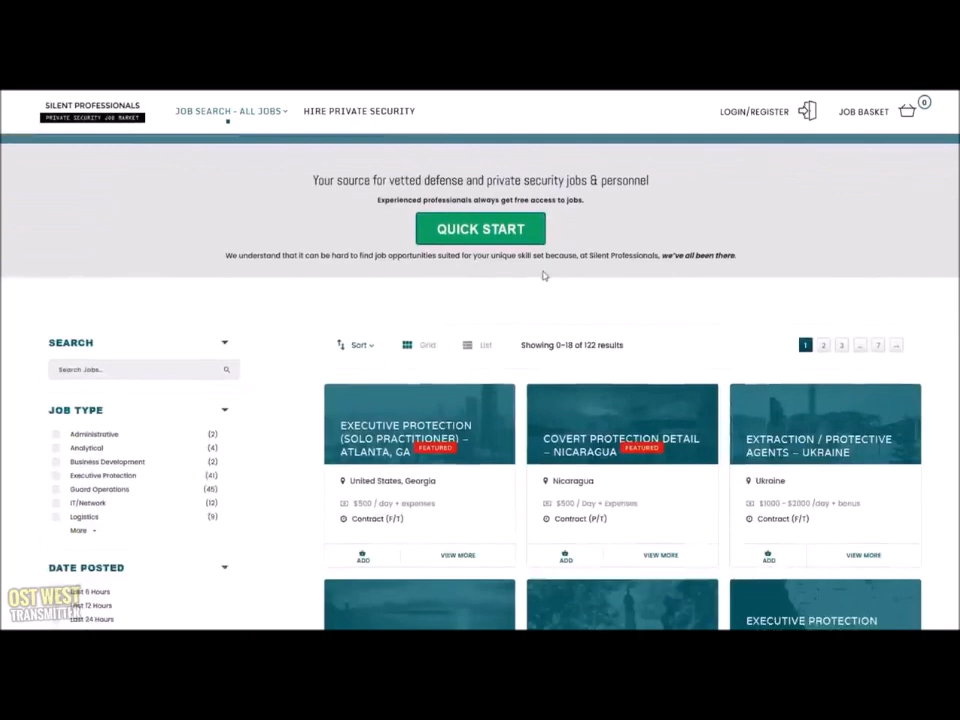 SILENT PROFESSIONALS
PRIVATE SECURITY JOB MARKET
JOB SEARCH - ALL JOBS
HIRE PRIVATE SECURITY
LOGIN/REGISTER
JOB BASKET
0
Your source for vetted defense and private security jobs & personnel
Experienced professionals always get free access to jobs.
QUICK START
We understand that it can be hard to find job opportunities suited for your unique skill set because, at Silent Professionals, we've all been there.
SEARCH
Search Jobs...
JOB TYPE
Administrative (2)
Analytical (4)
Business Development (2)
Executive Protection (41)
Guard Operations (45)
IT/Network (12)
Logistics (9)
More
DATE POSTED
Last 6 Hours
Last 12 Hours
Last 24 Hours
Sort
Grid
List
Showing 0-18 of 122 results
1 2 3 ... 7 →
EXECUTIVE PROTECTION
(SOLO PRACTITIONER) –
ATLANTA, GA
FEATURED
United States, Georgia
$500 / day + expenses
Contract (F/T)
ADD
VIEW MORE
COVERT PROTECTION DETAIL
– NICARAGUA
FEATURED
Nicaragua
$500 / Day + Expenses
Contract (P/T)
ADD
VIEW MORE
EXTRACTION / PROTECTIVE
AGENTS – UKRAINE
Ukraine
$1000 - $2000 /day + bonus
Contract (F/T)
ADD
VIEW MORE
EXECUTIVE PROTECTION
OST WEST
TRANSMITTER